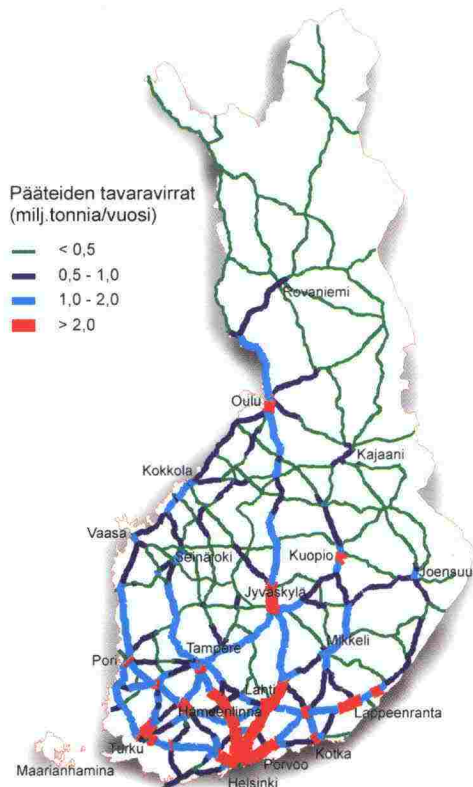 Pääteiden tavaravirrat
(milj.tonnia/vuosi)
< 0,5
0,5 - 1,0
1,0 - 2,0
> 2,0
Rovaniemi
Oulu
Kajaani
Kokkola
Vaasa
Seinäjoki
Kuopio
Joensuu
Jyväskylä
Mikkeli
Tampere
Pori
Lahti
Hämeenlinna
Lappeenranta
Turku
Kotka
Porvoo
Maarianhamina
Helsinki